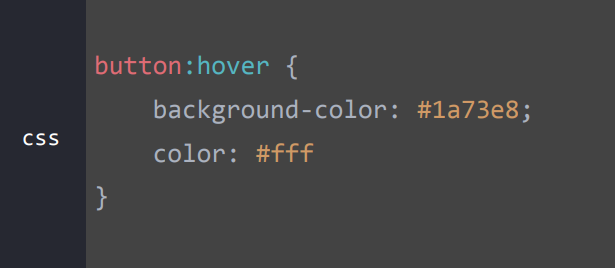 button:hover {
    background-color: #1a73e8;
css
    color: #fff
}